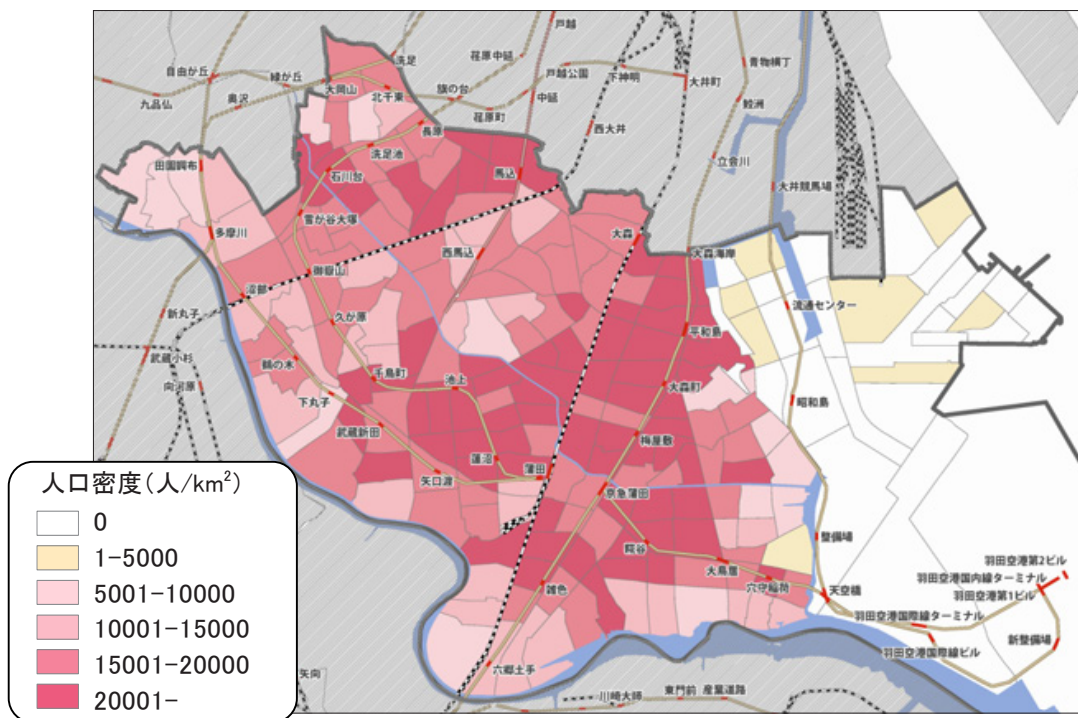 戸越
洗足
荏原中延
自由が丘
緑が丘
大岡山
旗の台
戸越公園
下神明
大井町
青物横丁
九品仏
奥沢
北千束
荏原町
中延
鮫洲
長原
西大井
田園調布
洗足池
石川台
馬込
立会川
大井競馬場
雪が谷大塚
多摩川
大森
西馬込
大森海岸
御嶽山
沼部
新丸子
久が原
流通センター
平和島
武蔵小杉
鵜の木
向河原
千鳥町
池上
大森町
下丸子
昭和島
武蔵新田
梅屋敷
蓮沼
蒲田
矢口渡
京急蒲田
整備場
糀谷
大鳥居
穴守稲荷
雑色
天空橋
羽田空港第2ビル
羽田空港国内線ターミナル
羽田空港第1ビル
羽田空港国際線ターミナル
新整備場
羽田空港国際線ビル
六郷土手
矢向
川崎大師
東門前
産業道路
人口密度(人/km²)
0
1-5000
5001-10000
10001-15000
15001-20000
20001-